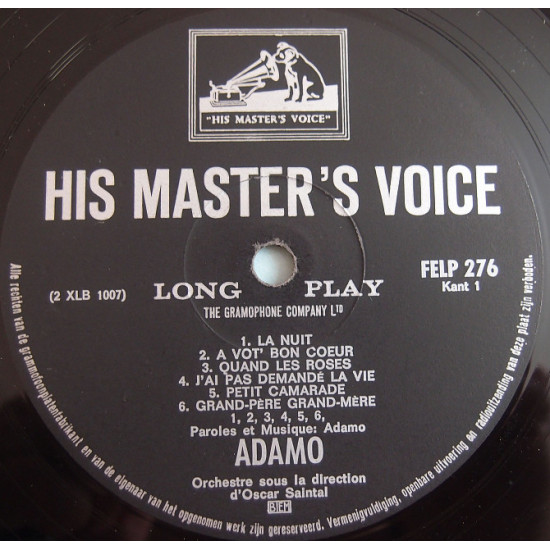 "HIS MASTER'S VOICE"
HIS MASTER'S VOICE
FELP 276
Kant 1
(2 XLB 1007)
LONG PLAY
THE GRAMOPHONE COMPANY LTD
1. LA NUIT
2. A VOT' BON COEUR
3. QUAND LES ROSES
4. J'AI PAS DEMANDÉ LA VIE
5. PETIT CAMARADE
6. GRAND-PÈRE GRAND-MÈRE
1, 2, 3, 4, 5, 6,
Paroles et Musique: Adamo
ADAMO
Orchestre sous la direction
d'Oscar Saintal
BIEM
Alle rechten van de grammofoonplatenfabrikant en van de eigenaar van het opgenomen werk zijn gereserveerd. Vermenigvuldiging, openbare uitvoering en radiouitzending van deze plaat zijn verboden.